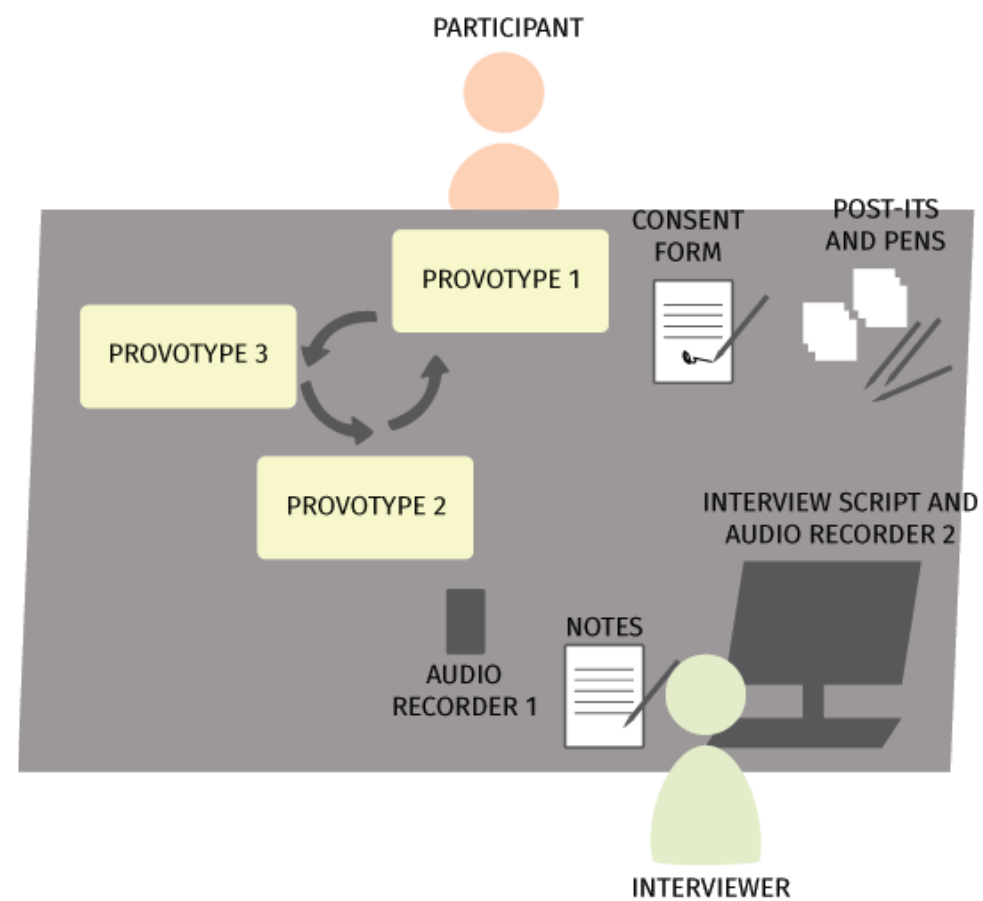 PARTICIPANT
CONSENT
FORM
POST-ITS
AND PENS
PROVOTYPE 1
PROVOTYPE 3
PROVOTYPE 2
INTERVIEW SCRIPT AND
AUDIO RECORDER 2
NOTES
AUDIO
RECORDER 1
INTERVIEWER